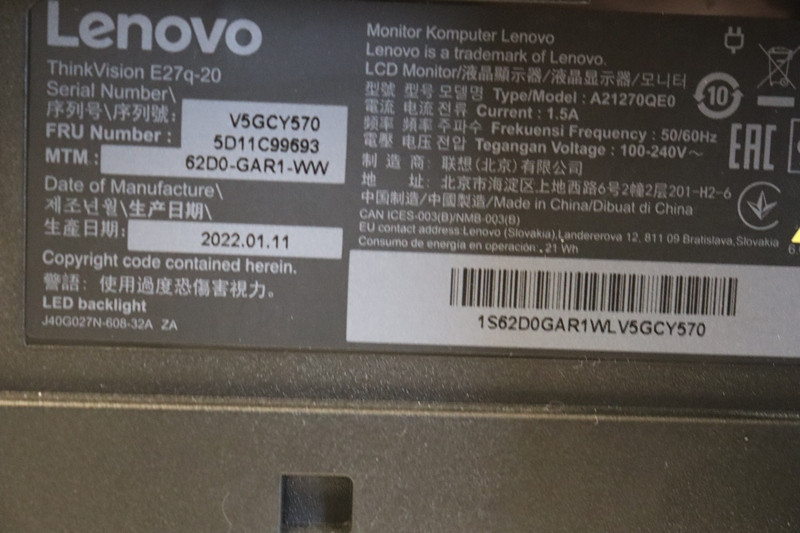 Lenovo
ThinkVision E27q-20
Serial Number\
序列号\序列號: V5GCY570
FRU Number : 5D11C99693
MTM : 62D0-GAR1-WW
Date of Manufacture\
제조년월\生产日期\
生產日期: 2022.01.11
Copyright code contained herein.
警語: 使用過度恐傷害視力。
LED backlight
J40G027N-608-32A ZA
Monitor Komputer Lenovo
Lenovo is a trademark of Lenovo.
LCD Monitor/液晶顯示器/液晶显示器/모니터
型號 型号 모델명 Type/Model : A21270QE0
電流 电流 전류 Current : 1.5A
頻率 频率 주파수 Frekuensi Frequency : 50/60Hz
電壓 电压 전압 Tegangan Voltage : 100-240V~
制 造 商: 联想(北京)有限公司
地 址: 北京市海淀区上地西路6号2幢2层201-H2-6
中国制造/中國製造/Made in China/Dibuat di China
CAN ICES-003(B)/NMB-003(B)
EU contact address Lenovo (Slovakia),Landererova 12, 811 09 Bratislava,Slovakia
Consumo de energía en operación.:21 Wh
10
EAC
1S62D0GAR1WLV5GCY570